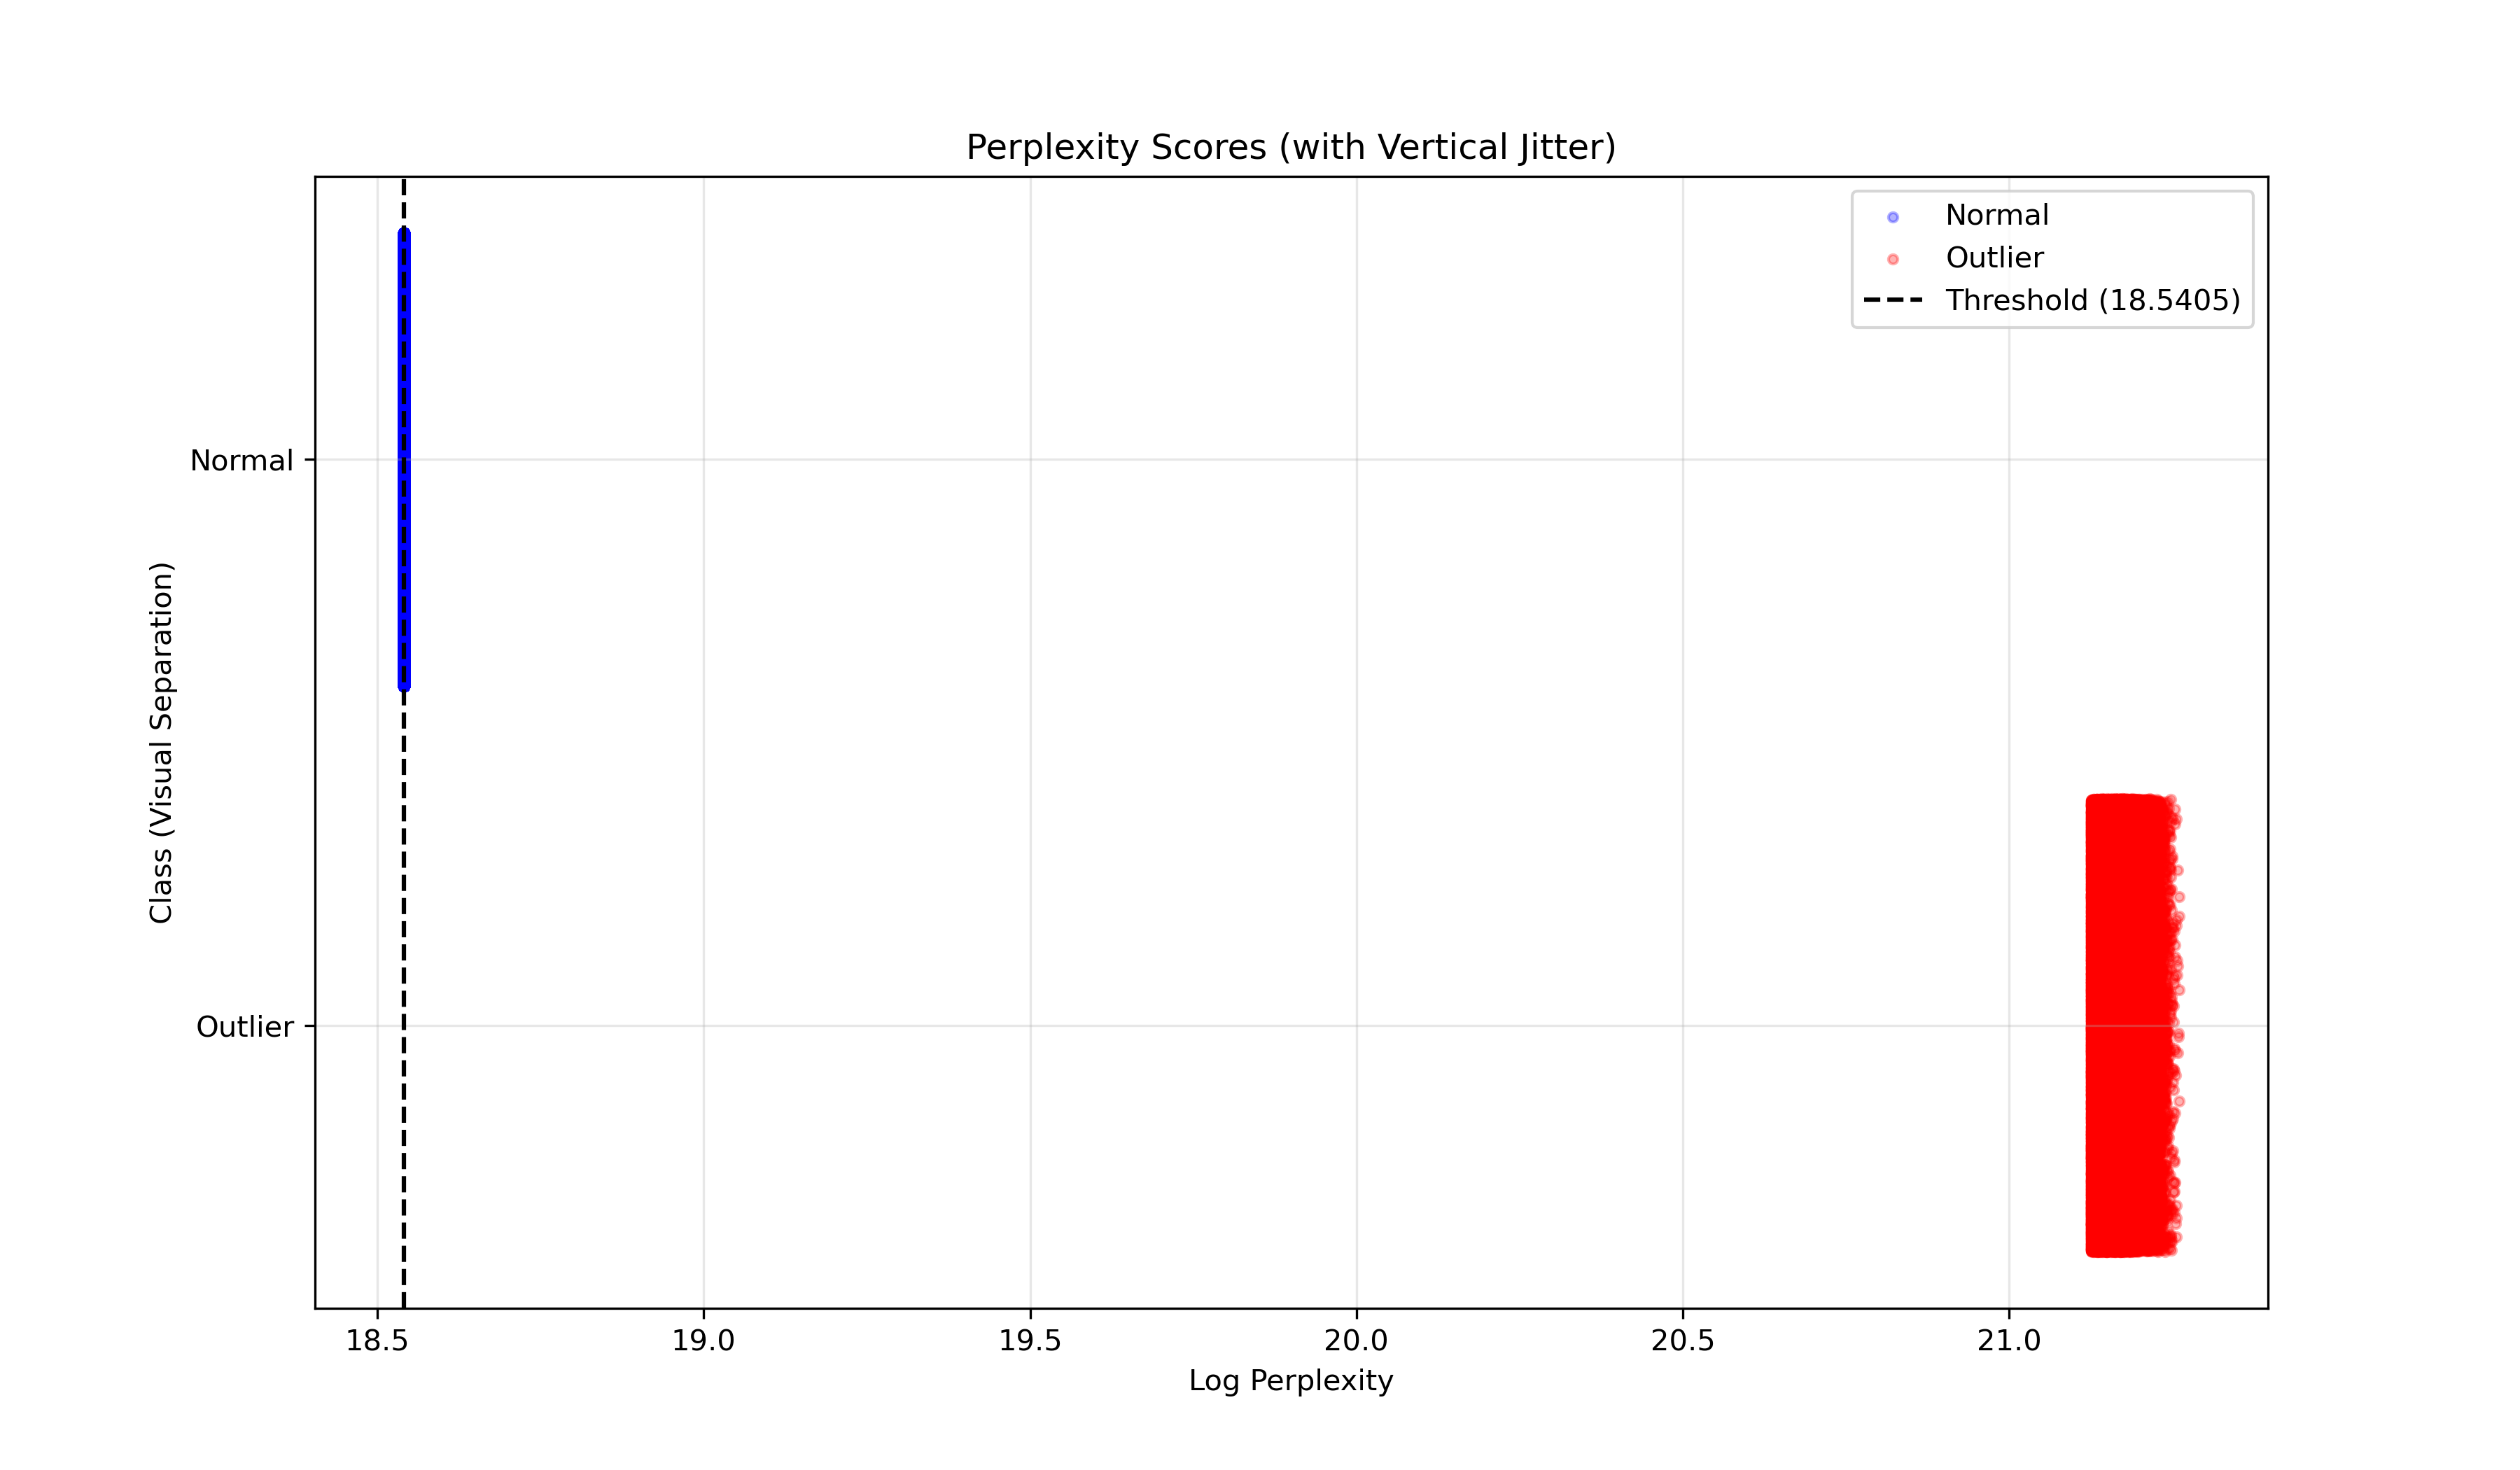 Perplexity Scores (with Vertical Jitter)
Normal
Outlier
Threshold (18.5405)
Class (Visual Separation)
Normal
Outlier
18.5 19.0 19.5 20.0 20.5 21.0
Log Perplexity